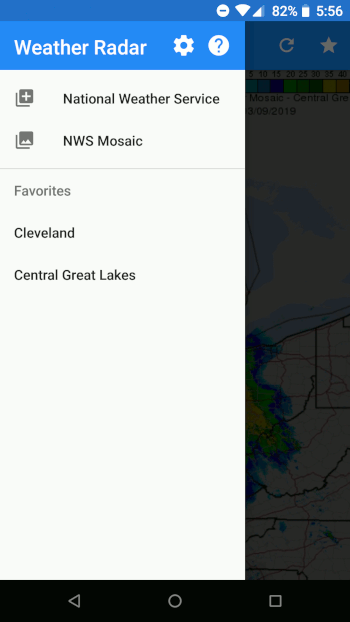 82% 5:56
Weather Radar
5 10 15 20 25 30 35 40
National Weather Service
Mosaic - Central Gre
3/09/2019
NWS Mosaic
Favorites
Cleveland
Central Great Lakes